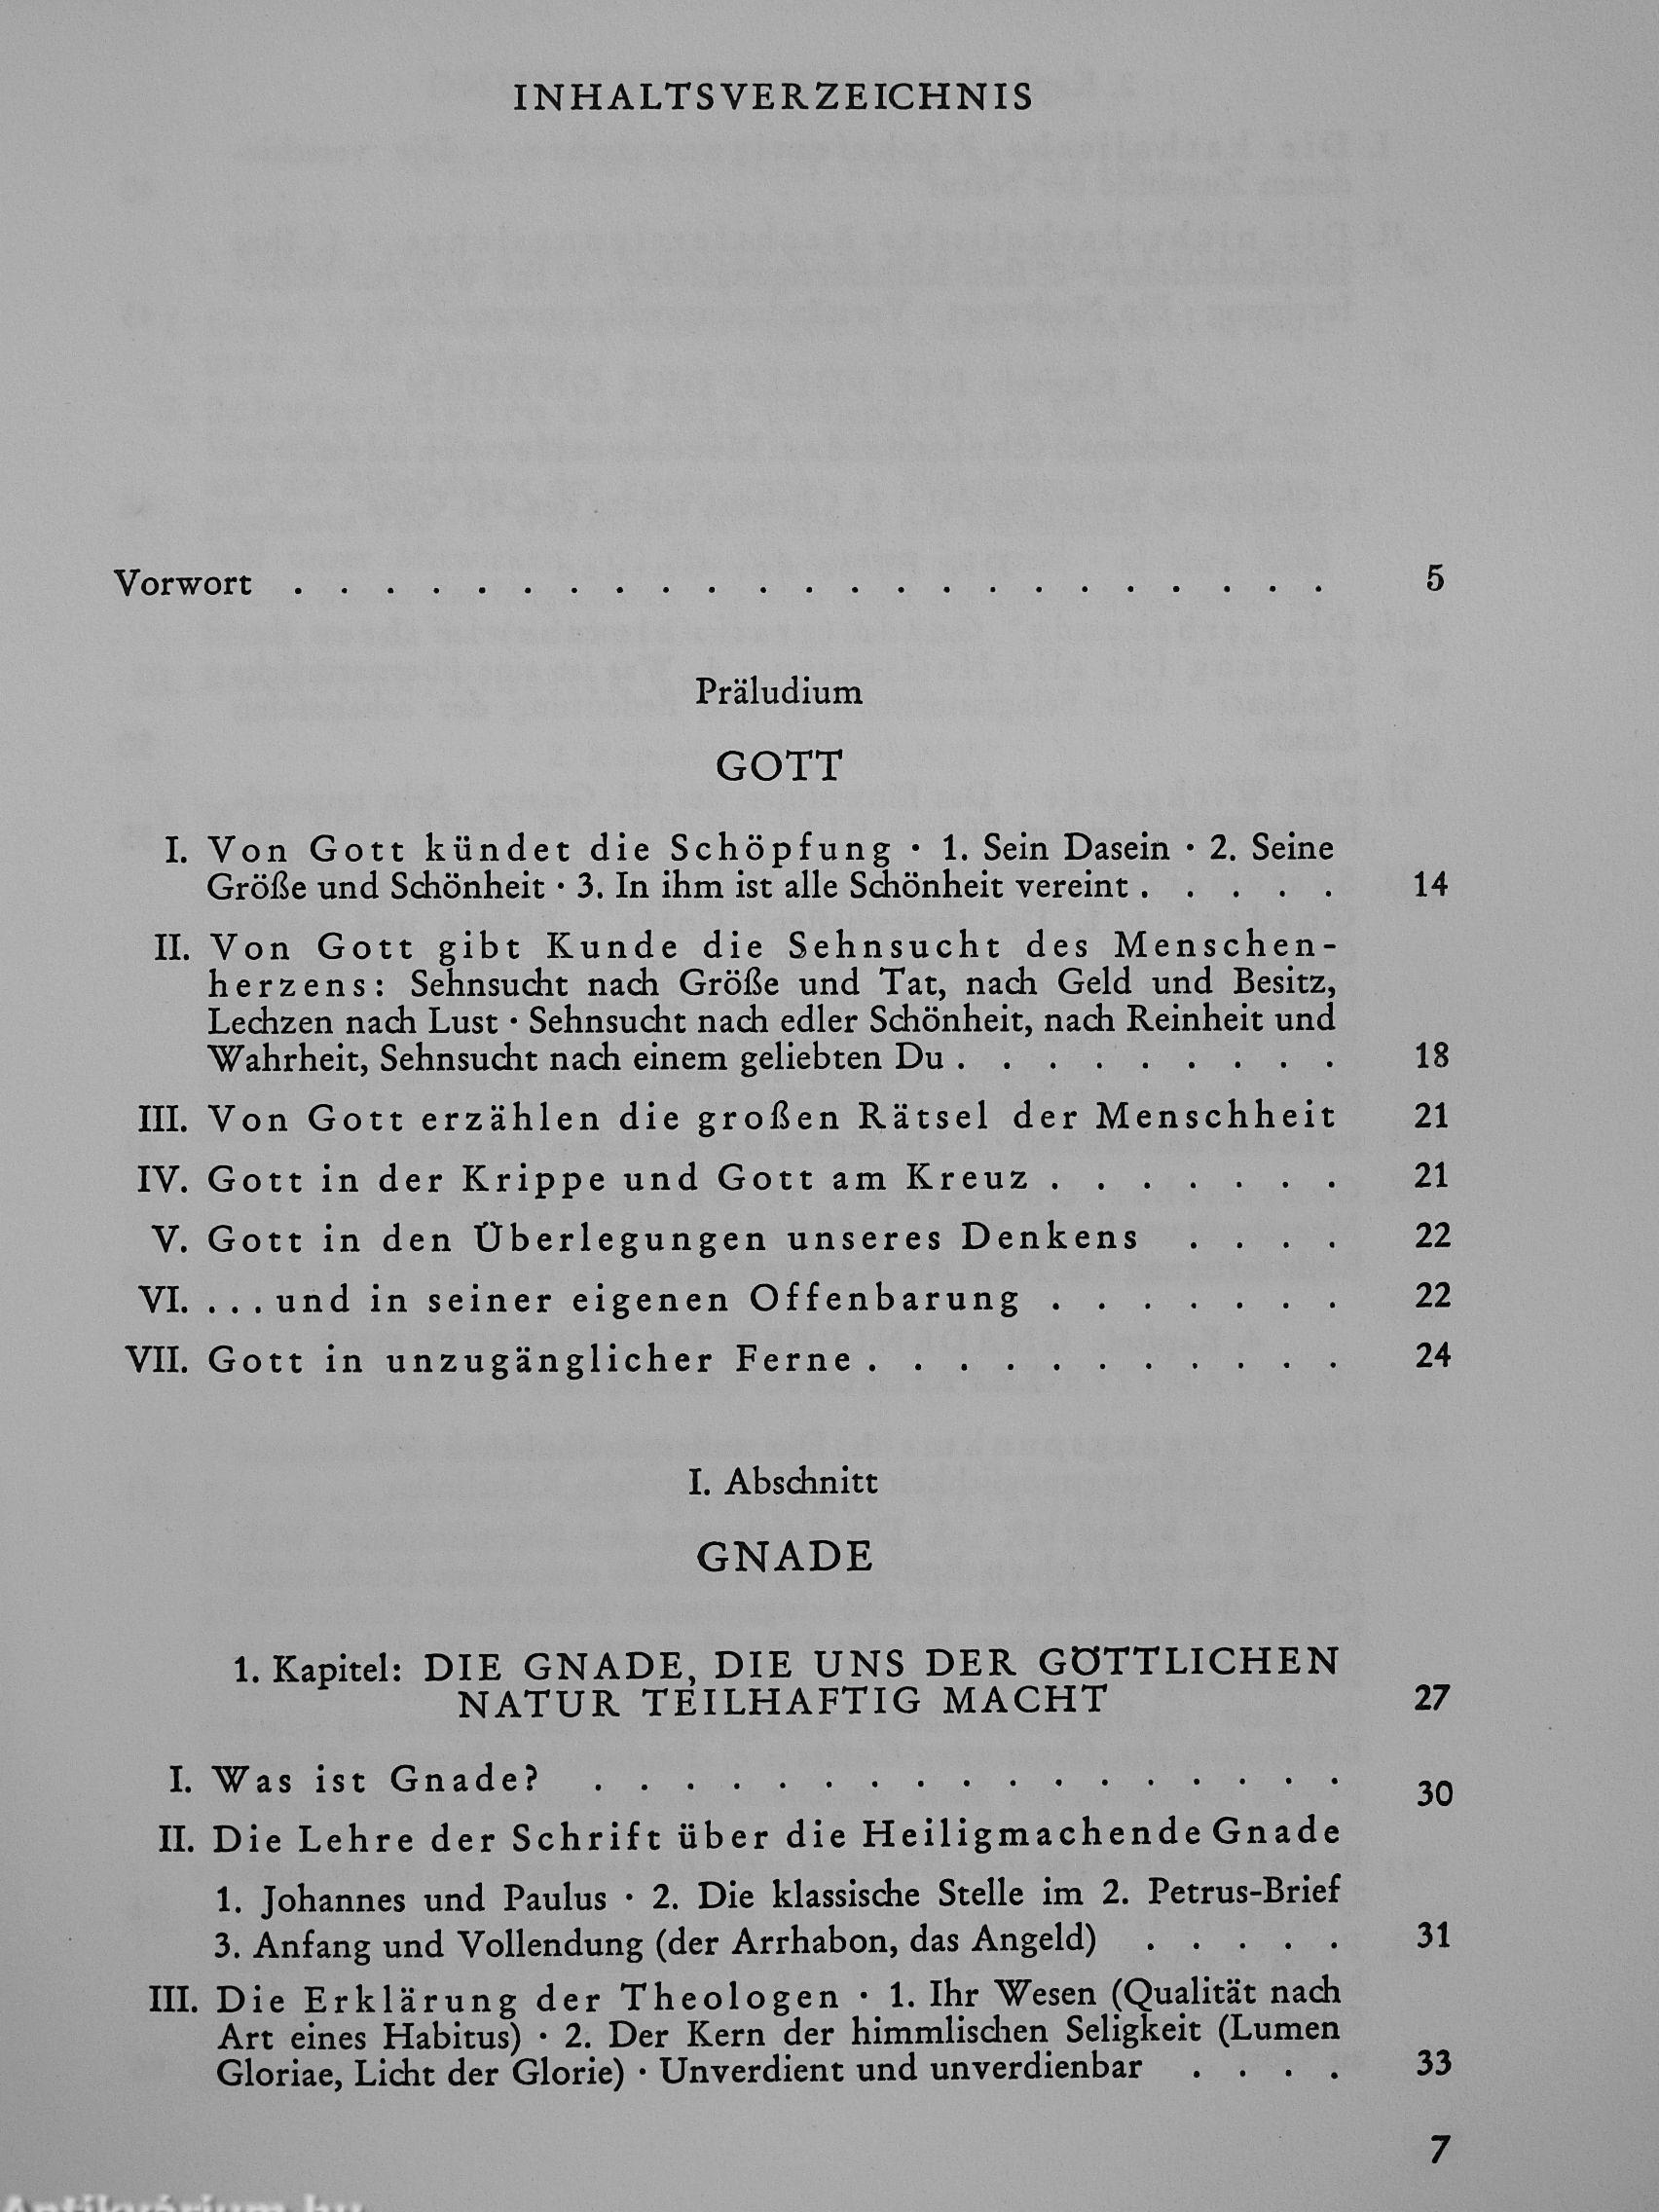 INHALTSVERZEICHNIS
Vorwort . . . . . . . . . . . . . . . . . . . . . . . 5
Präludium
GOTT
I. Von Gott kündet die Schöpfung · 1. Sein Dasein · 2. Seine
Größe und Schönheit · 3. In ihm ist alle Schönheit vereint . . . . . 14
II. Von Gott gibt Kunde die Sehnsucht des Menschen-
herzens: Sehnsucht nach Größe und Tat, nach Geld und Besitz,
Lechzen nach Lust · Sehnsucht nach edler Schönheit, nach Reinheit und
Wahrheit, Sehnsucht nach einem geliebten Du . . . . . . . . . 18
III. Von Gott erzählen die großen Rätsel der Menschheit 21
IV. Gott in der Krippe und Gott am Kreuz . . . . . . . 21
V. Gott in den Überlegungen unseres Denkens . . . . 22
VI. ...und in seiner eigenen Offenbarung . . . . . . . 22
VII. Gott in unzugänglicher Ferne . . . . . . . . . . . 24
I. Abschnitt
GNADE
1. Kapitel: DIE GNADE, DIE UNS DER GÖTTLICHEN
NATUR TEILHAFTIG MACHT 27
I. Was ist Gnade? . . . . . . . . . . . . . . . . . 30
II. Die Lehre der Schrift über die Heiligmachende Gnade
1. Johannes und Paulus · 2. Die klassische Stelle im 2. Petrus-Brief
3. Anfang und Vollendung (der Arrhabon, das Angeld) . . . . . 31
III. Die Erklärung der Theologen · 1. Ihr Wesen (Qualität nach
Art eines Habitus) · 2. Der Kern der himmlischen Seligkeit (Lumen
Gloriae, Licht der Glorie) · Unverdient und unverdienbar . . . . 33
7